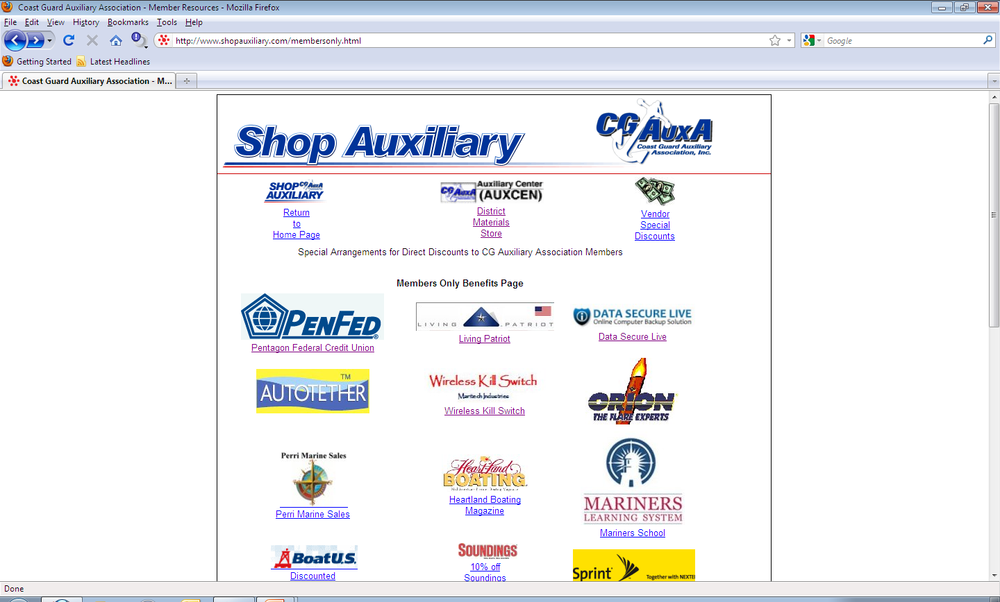 Coast Guard Auxiliary Association - Member Resources - Mozilla Firefox
File Edit View History Bookmarks Tools Help
http://www.shopauxiliary.com/membersonly.html
Google
Getting Started Latest Headlines
Coast Guard Auxiliary Association - M...
Shop Auxiliary
CG AuxA
Coast Guard Auxiliary
Association, Inc.
SHOP CG AuxA
AUXILIARY
Return
to
Home Page
CG AuxA
Auxiliary Center
(AUXCEN)
District
Materials
Store
Vendor
Special
Discounts
Special Arrangements for Direct Discounts to CG Auxiliary Association Members
Members Only Benefits Page
PENFED®
Pentagon Federal Credit Union
LIVING PATRIOT
Living Patriot
DATA SECURE LIVE
Online Computer Backup Solution
Data Secure Live
AUTOTETHER TM
Wireless Kill Switch
Maritech Industries
Wireless Kill Switch
ORION
THE FLARE EXPERTS
Perri Marine Sales
Perri Marine Sales
HeartLand
BOATING
Heartland Boating
Magazine
MARINERS
LEARNING SYSTEM
Mariners School
BoatU.S.
Discounted
SOUNDINGS
10% off
Soundings
Sprint
Together with NEXTEL
Done